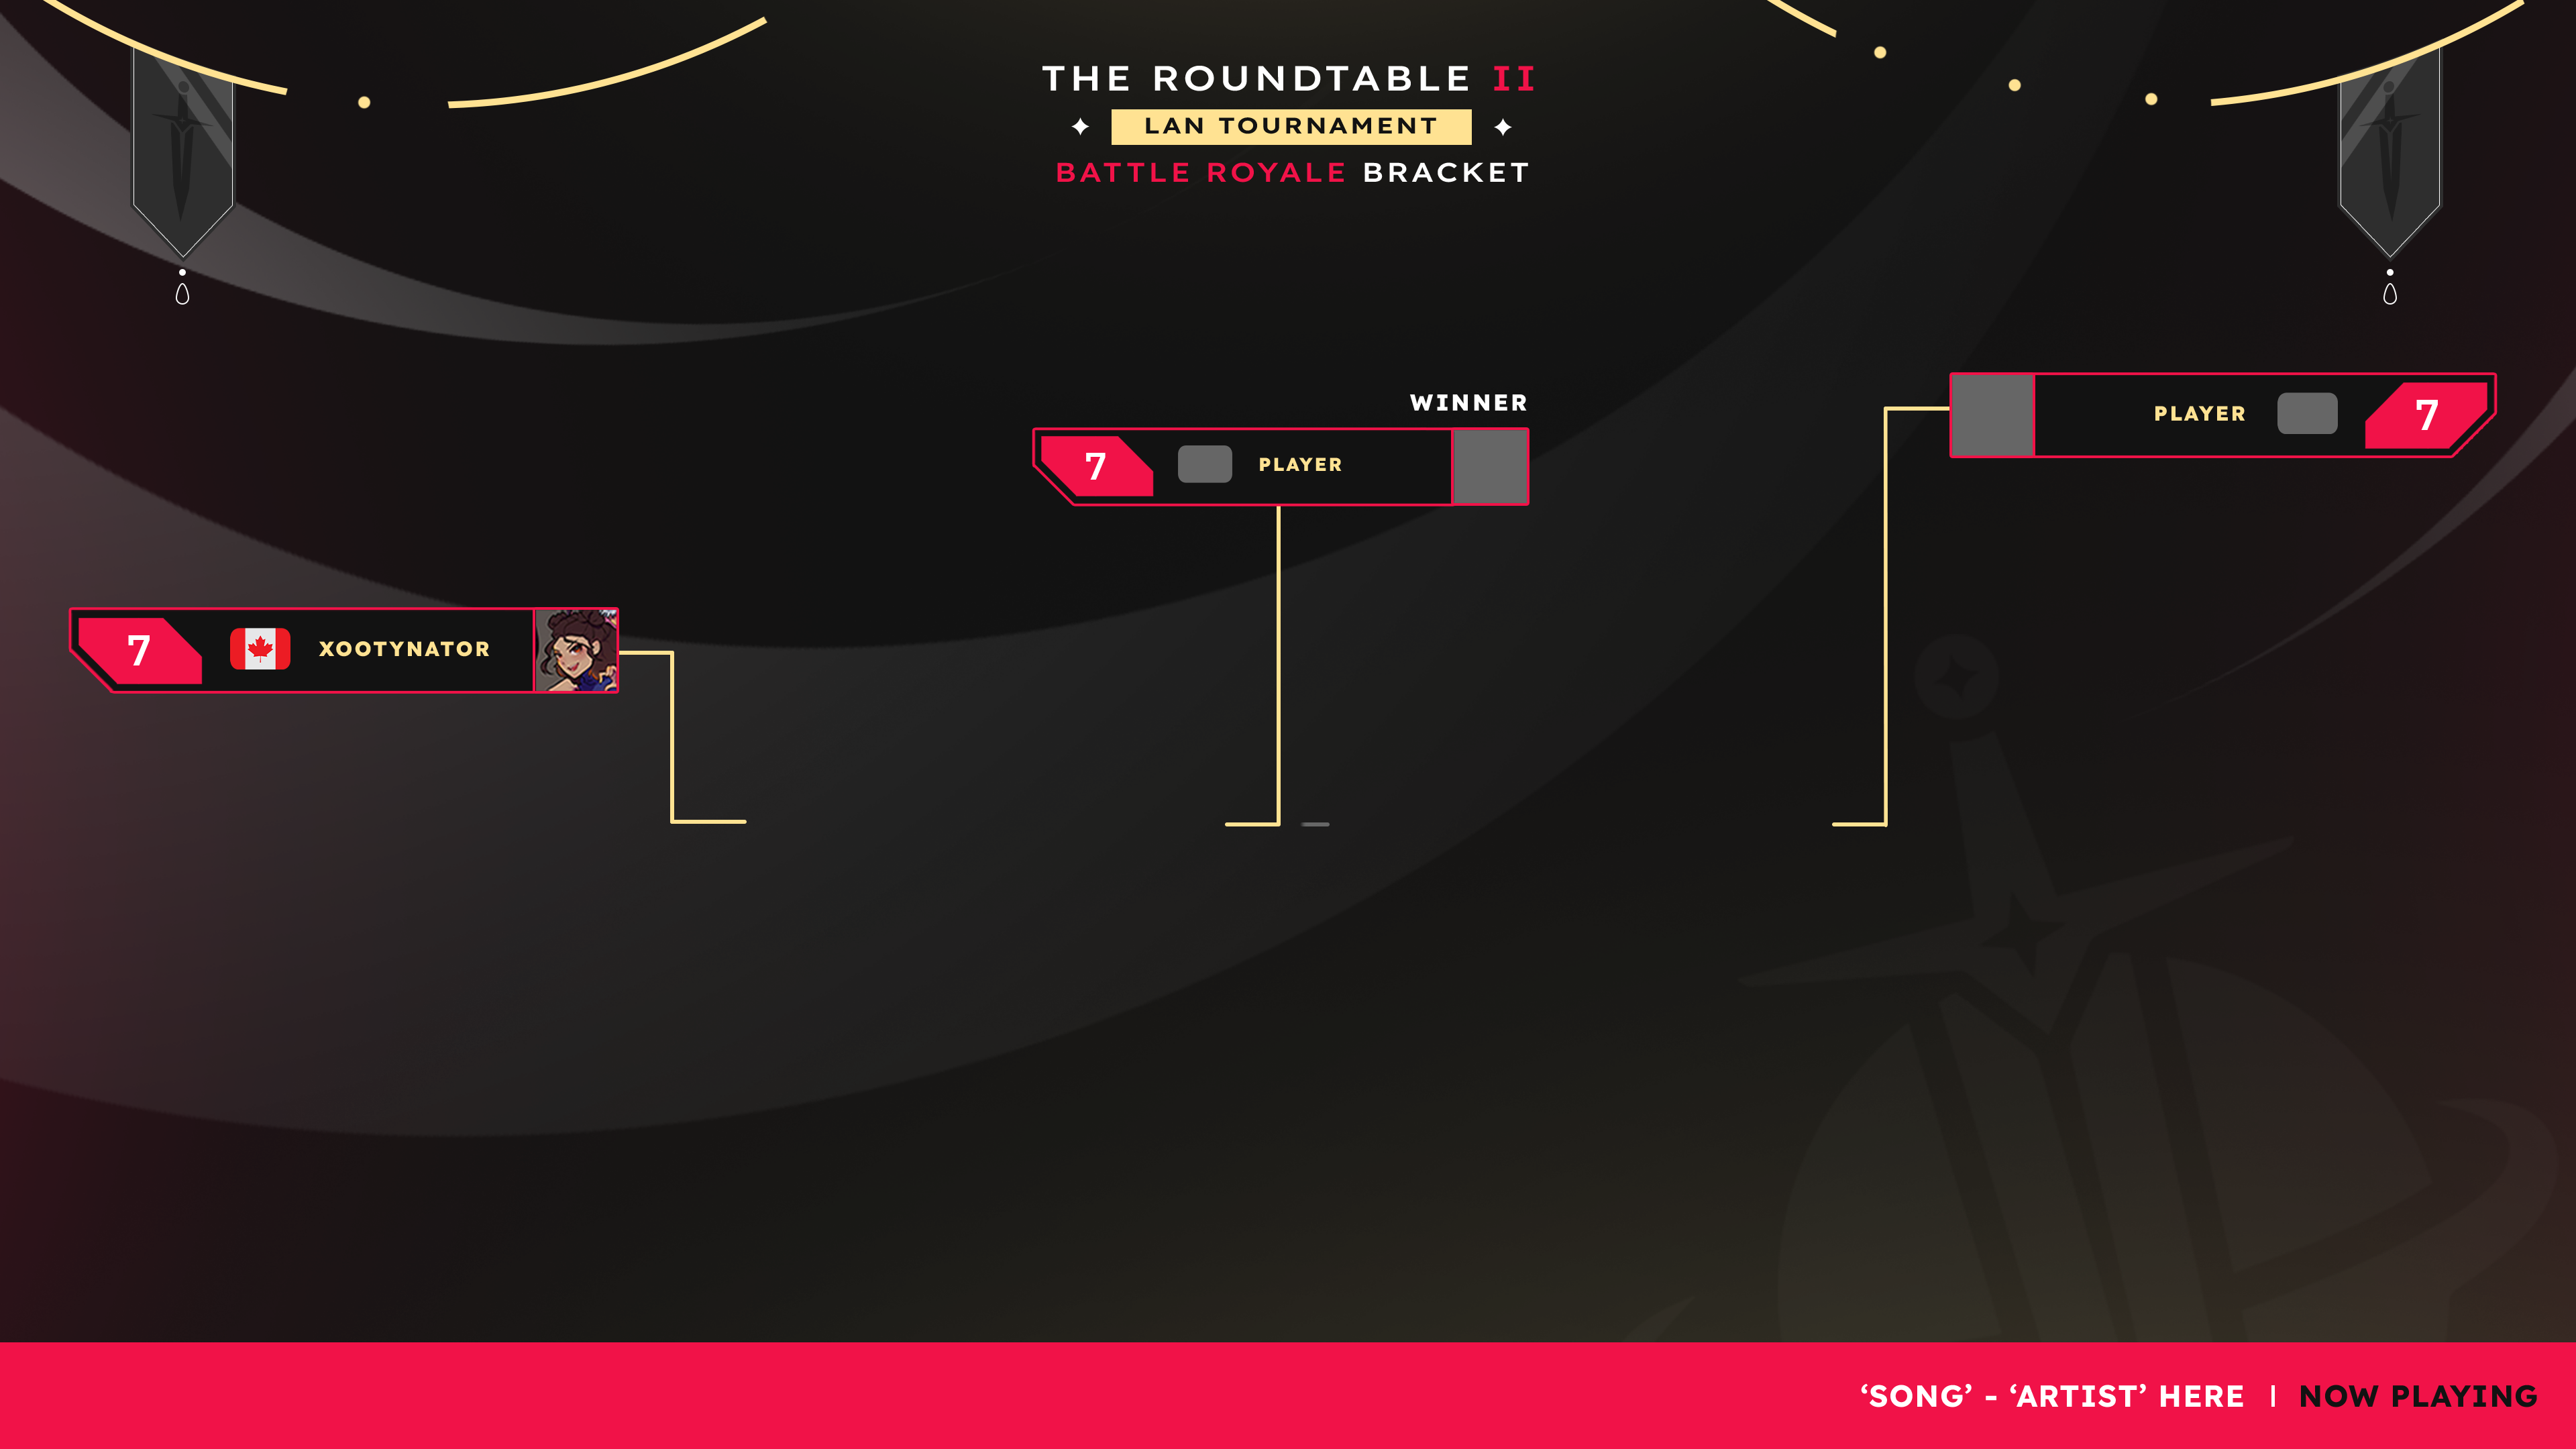 THE ROUNDTABLE II
LAN TOURNAMENT
BATTLE ROYALE BRACKET
WINNER
7 PLAYER
PLAYER 7
7 XOOTYNATOR
‘SONG’ - ‘ARTIST’ HERE | NOW PLAYING